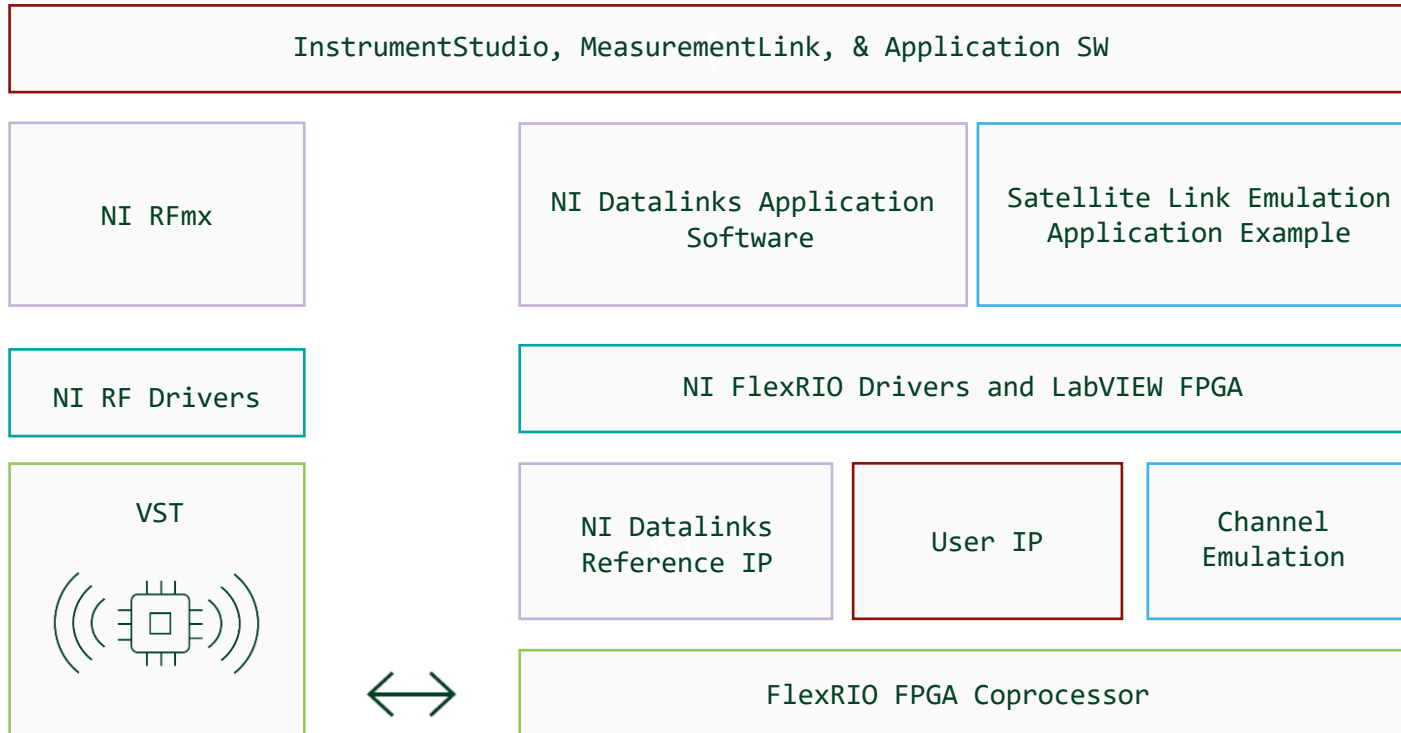 InstrumentStudio, MeasurementLink, & Application SW
NI RFmx
NI Datalinks Application
Software
Satellite Link Emulation
Application Example
NI RF Drivers
NI FlexRIO Drivers and LabVIEW FPGA
VST
NI Datalinks
Reference IP
User IP
Channel
Emulation
FlexRIO FPGA Coprocessor